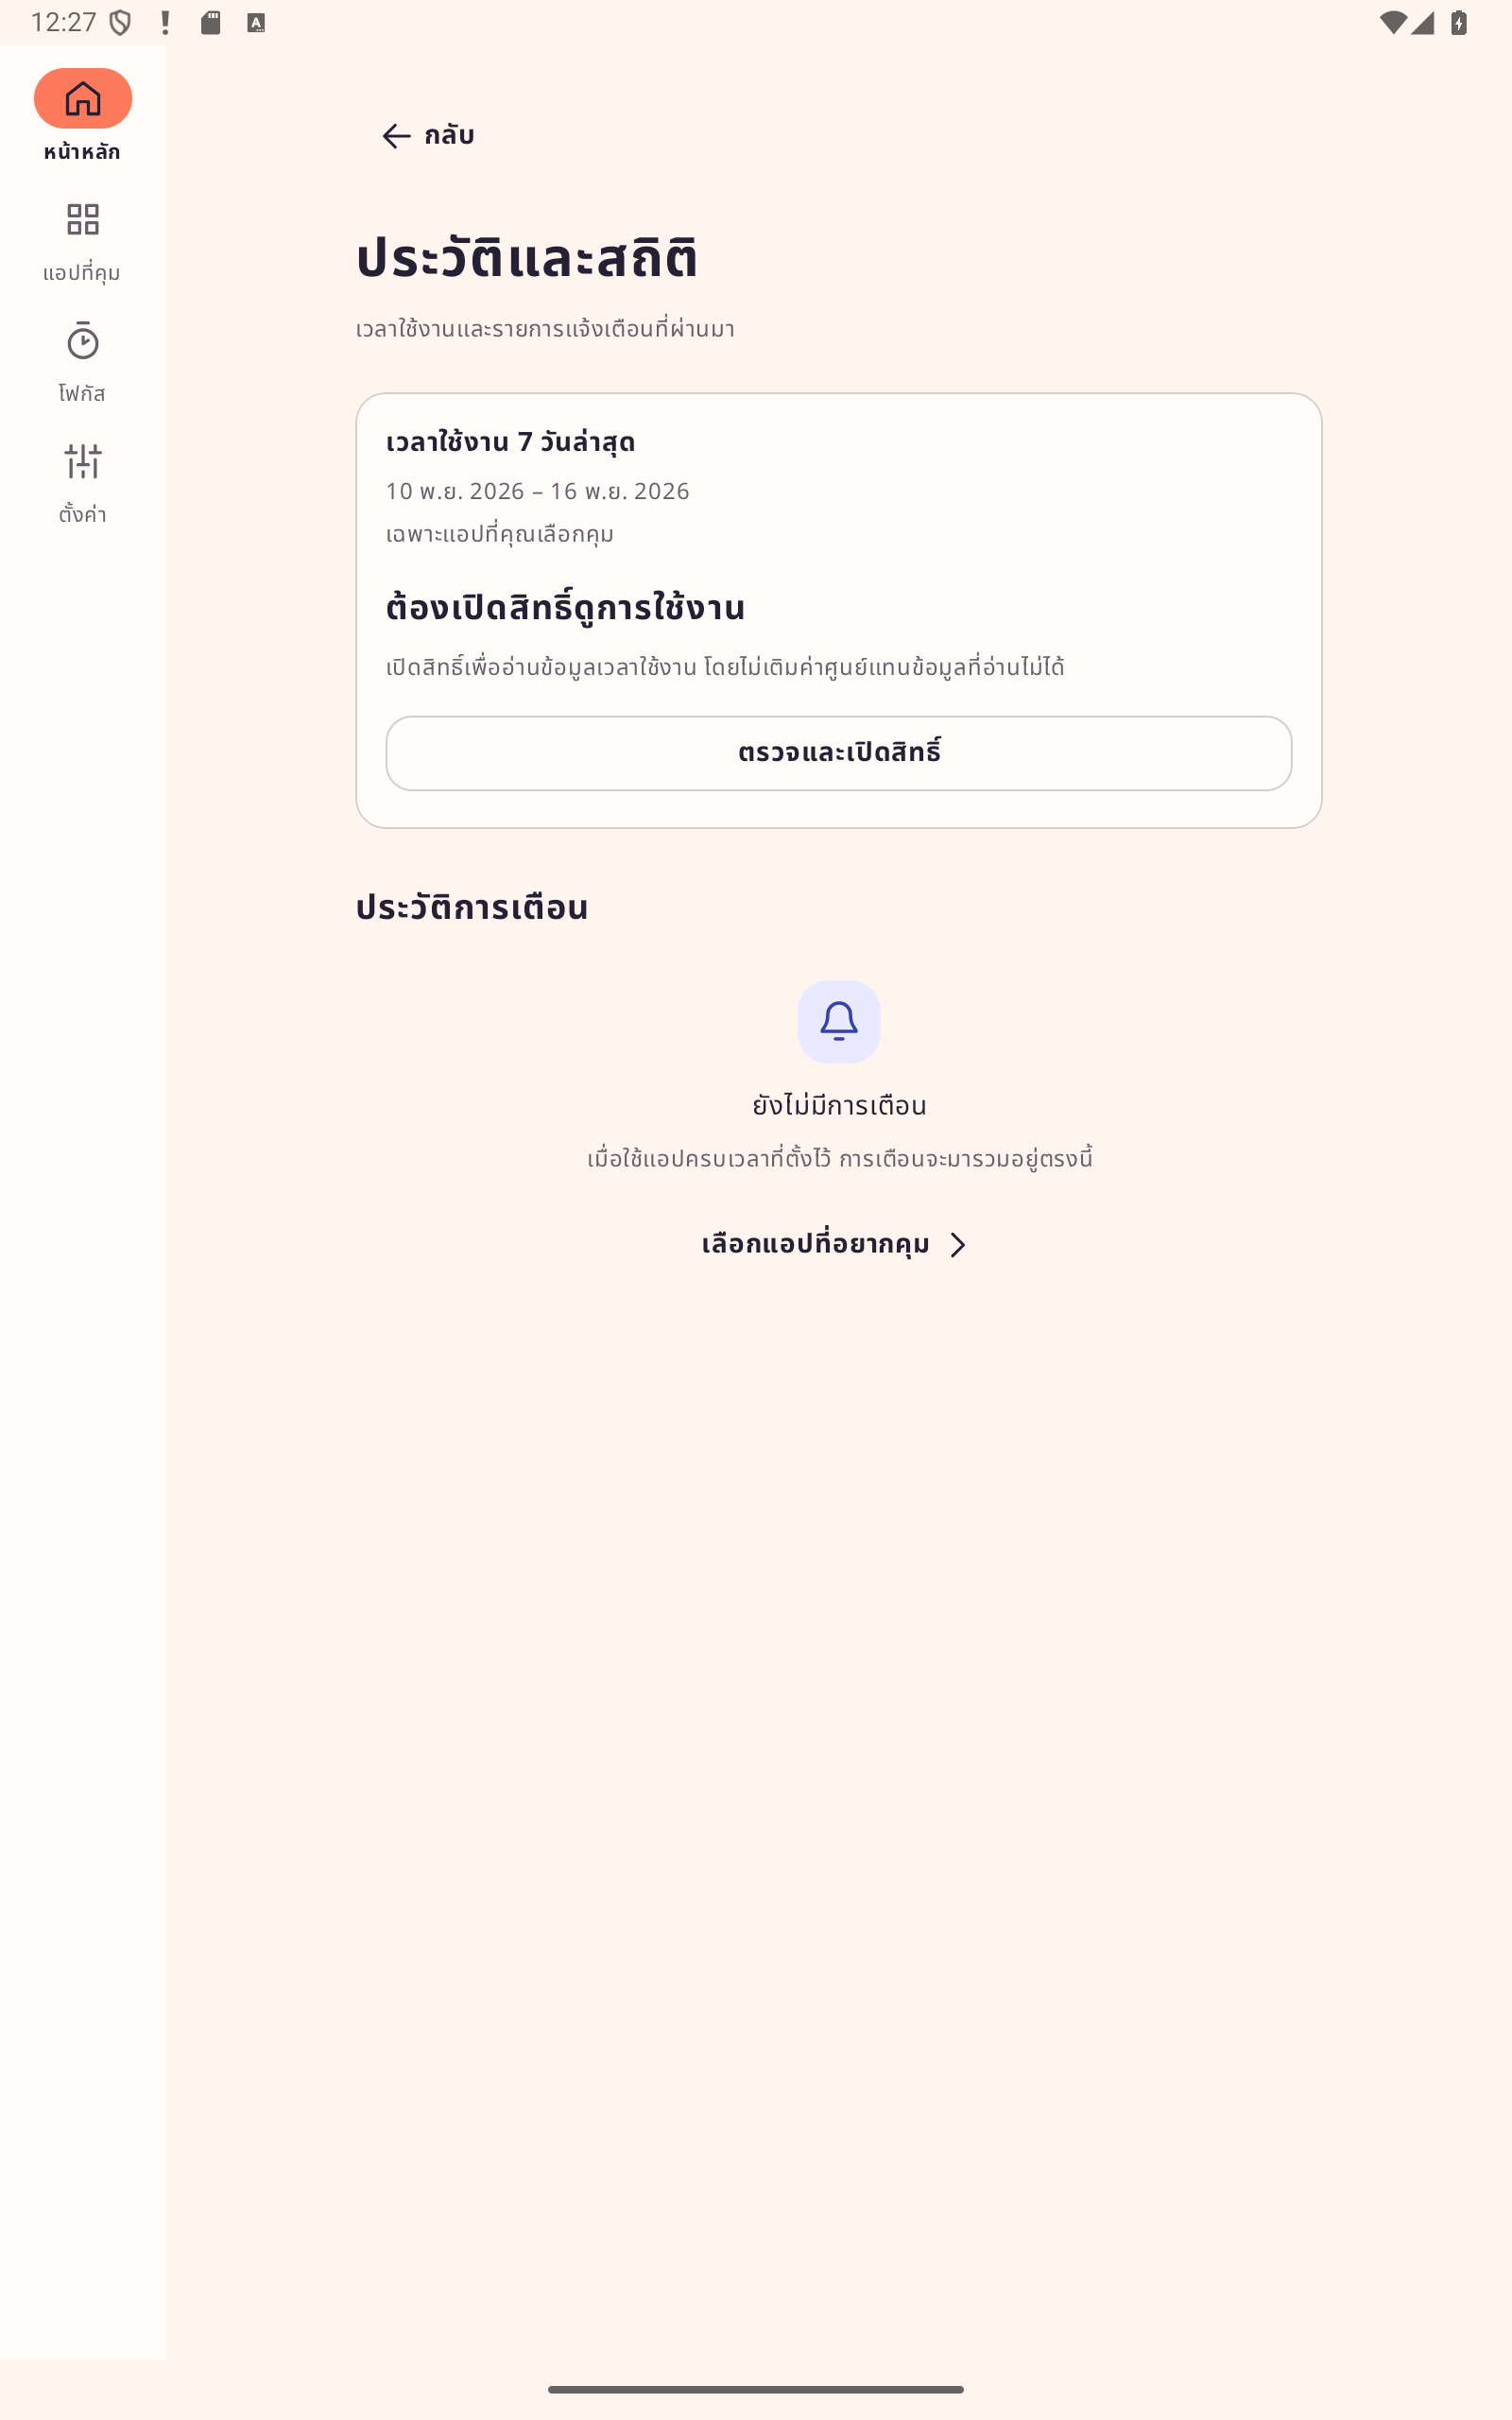 12:27
หน้าหลัก
แอปที่คุม
โฟกัส
ตั้งค่า
กลับ
ประวัติและสถิติ
เวลาใช้งานและรายการแจ้งเตือนที่ผ่านมา
เวลาใช้งาน 7 วันล่าสุด
10 พ.ย. 2026 – 16 พ.ย. 2026
เฉพาะแอปที่คุณเลือกคุม
ต้องเปิดสิทธิ์ดูการใช้งาน
เปิดสิทธิ์เพื่ออ่านข้อมูลเวลาใช้งาน โดยไม่เติมค่าศูนย์แทนข้อมูลที่อ่านไม่ได้
ตรวจและเปิดสิทธิ์
ประวัติการเตือน
ยังไม่มีการเตือน
เมื่อใช้แอปครบเวลาที่ตั้งไว้ การเตือนจะมารวมอยู่ตรงนี้
เลือกแอปที่อยากคุม